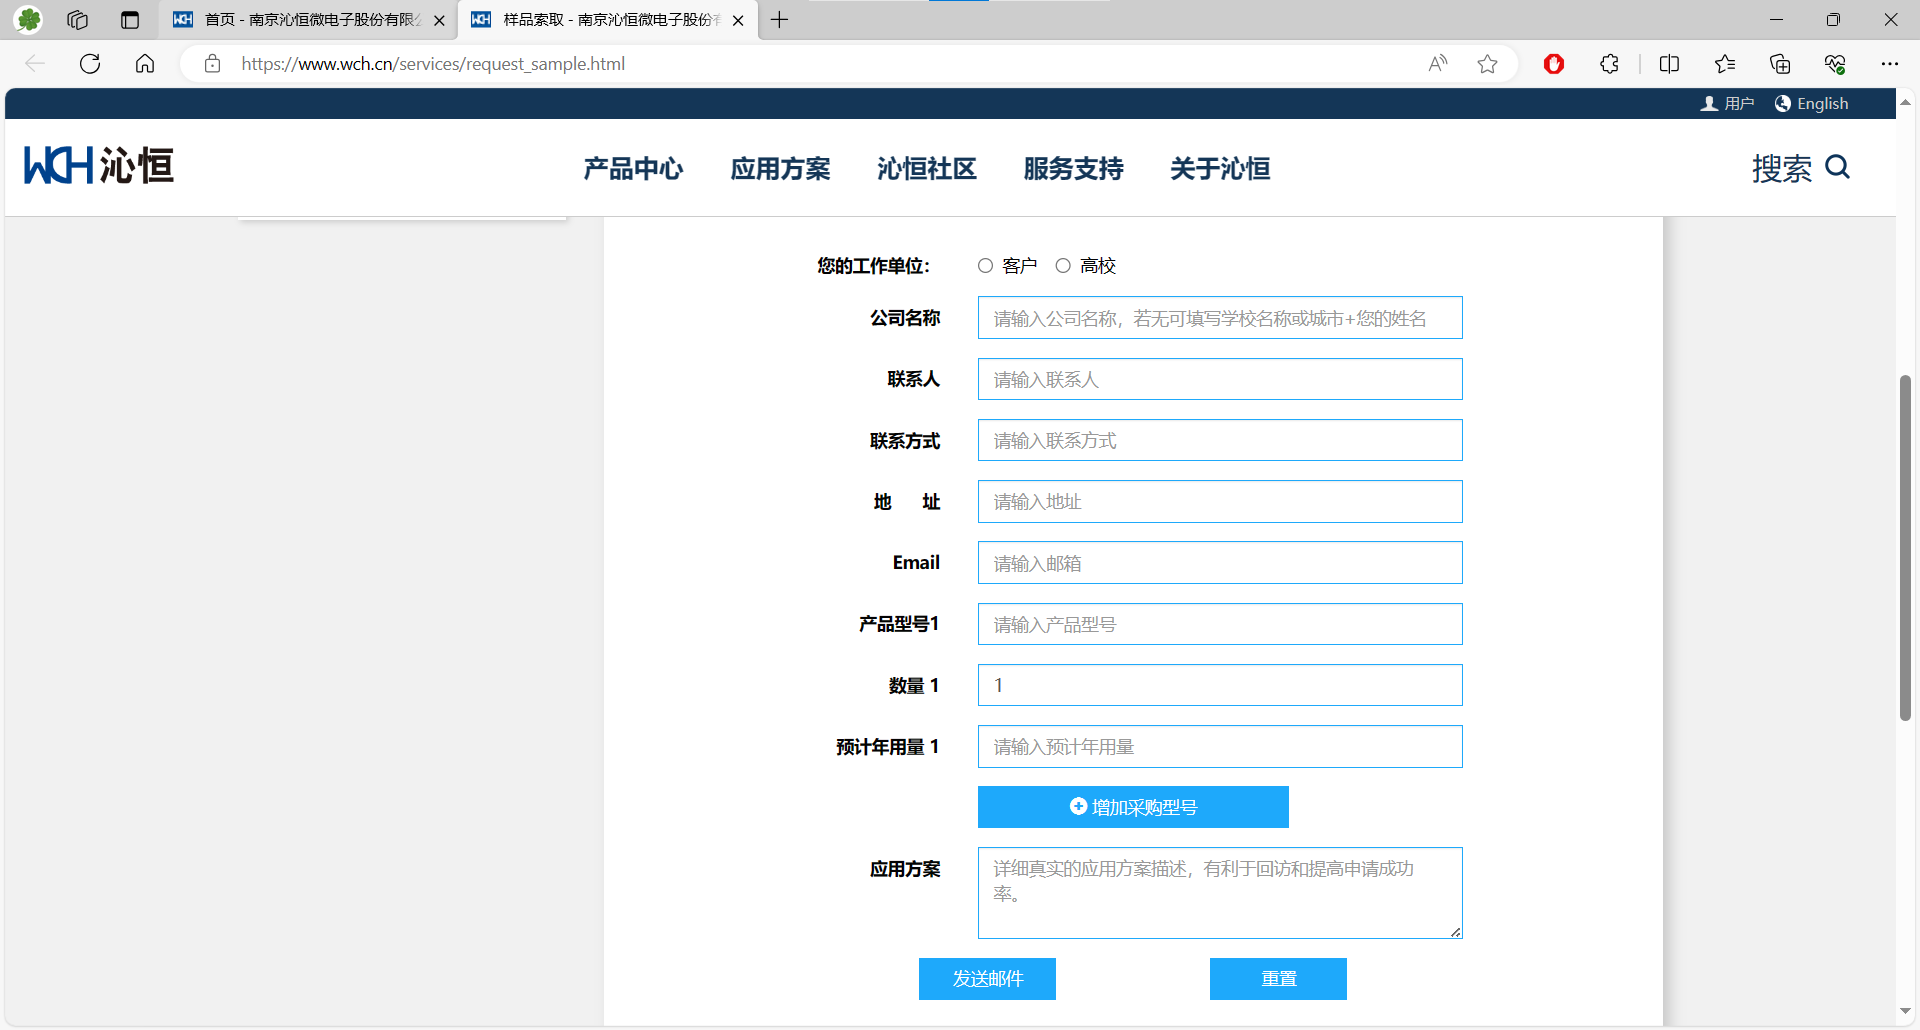 首页 - 南京沁恒微电子股份有限公
样品索取 - 南京沁恒微电子股份有
https://www.wch.cn/services/request_sample.html
用户 English
WCH 沁恒
产品中心 应用方案 沁恒社区 服务支持 关于沁恒
搜索
您的工作单位： 客户 高校
公司名称 请输入公司名称，若无可填写学校名称或城市+您的姓名
联系人 请输入联系人
联系方式 请输入联系方式
地 址 请输入地址
Email 请输入邮箱
产品型号1 请输入产品型号
数量 1 1
预计年用量 1 请输入预计年用量
增加采购型号
应用方案 详细真实的应用方案描述，有利于回访和提高申请成功
率。
发送邮件 重置